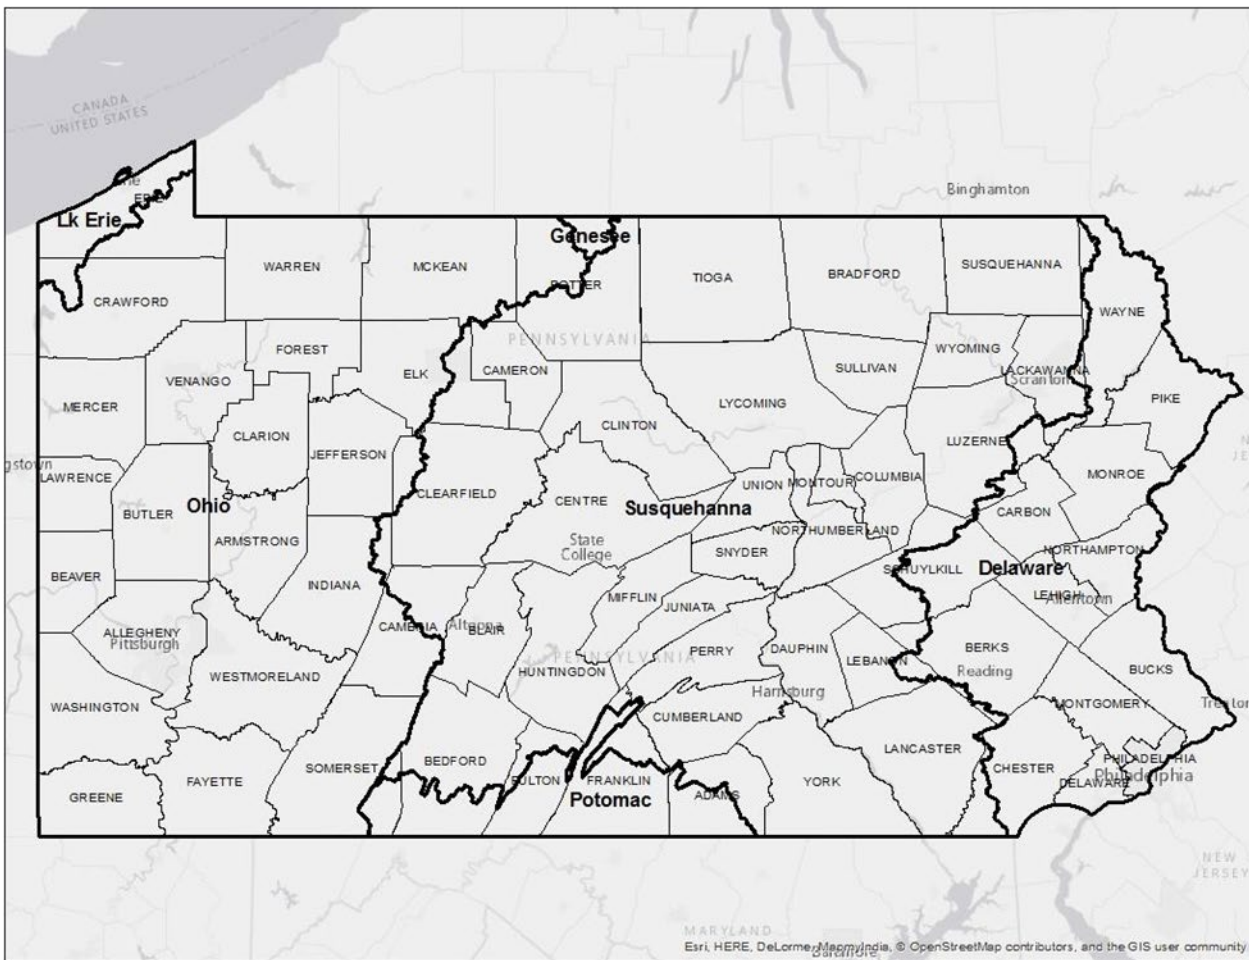 CANADA
UNITED STATES
Binghamton
Erie
ERIE
Lk Erie
Genesee
WARREN
MCKEAN
POTTER
TIOGA
BRADFORD
SUSQUEHANNA
CRAWFORD
WAYNE
PENNSYLVANIA
FOREST
ELK
CAMERON
SULLIVAN
WYOMING
LACKAWANNA
Scranton
VENANGO
MERCER
LYCOMING
PIKE
CLARION
CLINTON
JEFFERSON
LUZERNE
gstown
LAWRENCE
CLEARFIELD
CENTRE
UNION
MONTOUR
COLUMBIA
MONROE
BUTLER
Ohio
Susquehanna
CARBON
ARMSTRONG
State
College
SNYDER
NORTHUMBERLAND
NORTHAMPTON
BEAVER
INDIANA
SCHUYLKILL
Delaware
MIFFLIN
JUNIATA
LEHIGH
Allentown
ALLEGHENY
Pittsburgh
CAMBRIA
Altoona
BLAIR
PERRY
DAUPHIN
LEBANON
BERKS
Reading
BUCKS
PENNSYLVANIA
HUNTINGDON
WESTMORELAND
Harrisburg
WASHINGTON
CUMBERLAND
MONTGOMERY
Trenton
LANCASTER
BEDFORD
SOMERSET
FAYETTE
FULTON
FRANKLIN
YORK
CHESTER
PHILADELPHIA
Philadelphia
DELAWARE
GREENE
Potomac
ADAMS
NEW
JERSEY
MARYLAND
Baltimore
Esri, HERE, DeLorme, MapmyIndia, © OpenStreetMap contributors, and the GIS user community